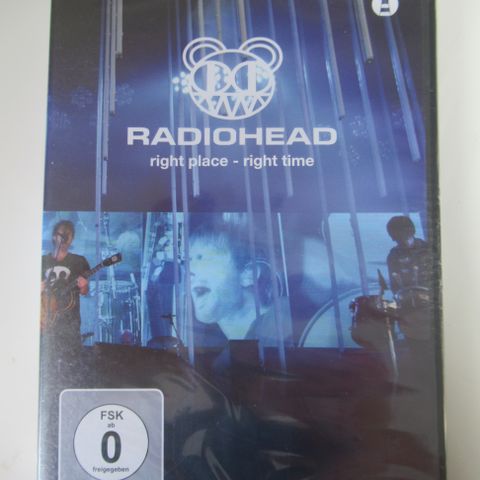 RADIOHEAD
right place - right time
FSK
ab
0
freigegeben